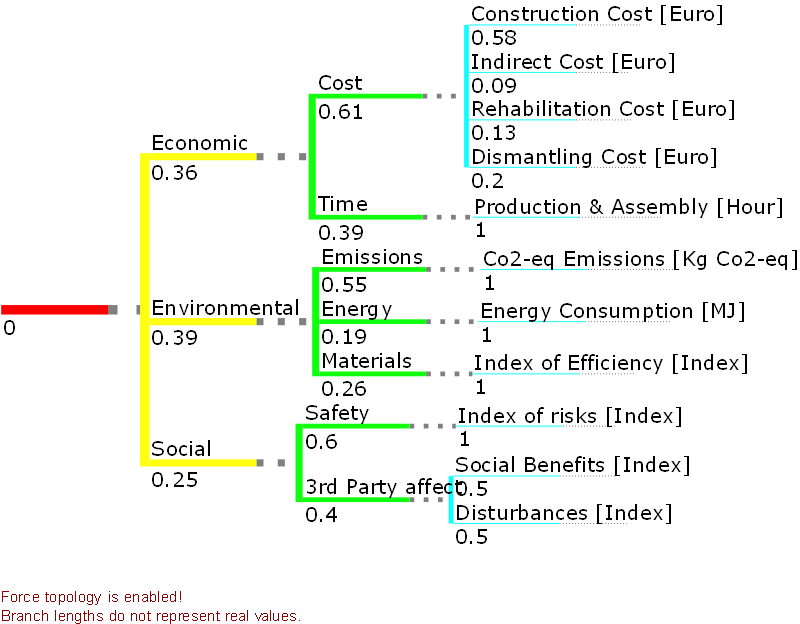 Construction Cost [Euro]
0.58
Indirect Cost [Euro]
0.09
Cost
0.61
Rehabilitation Cost [Euro]
0.13
Economic
0.36
Dismantling Cost [Euro]
0.2
Time
0.39
Production & Assembly [Hour]
1
Emissions
0.55
Co2-eq Emissions [Kg Co2-eq]
1
0
Environmental
0.39
Energy
0.19
Energy Consumption [MJ]
1
Materials
0.26
Index of Efficiency [Index]
1
Safety
0.6
Index of risks [Index]
1
Social
0.25
3rd Party affect
0.4
Social Benefits [Index]
0.5
Disturbances [Index]
0.5
Force topology is enabled!
Branch lengths do not represent real values.